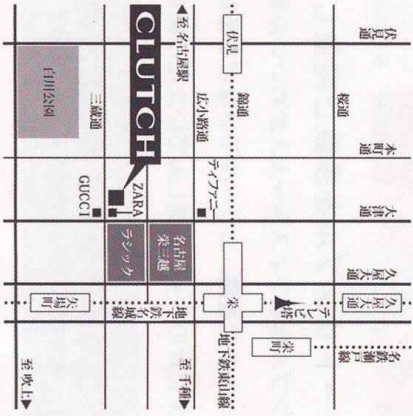 伏見通
本町通
大津通
久屋大通
名鉄瀬戸線
桜通
錦通
広小路通
三蔵通
至 名古屋駅
伏見
CLUTCH
白川公園
ティファニー
ZARA
GUCCI
名古屋栄三越
ラシック
久屋大通
テレビ塔
栄
栄町
地下鉄名城線
矢場町
地下鉄東山線
至 千種
至 吹上